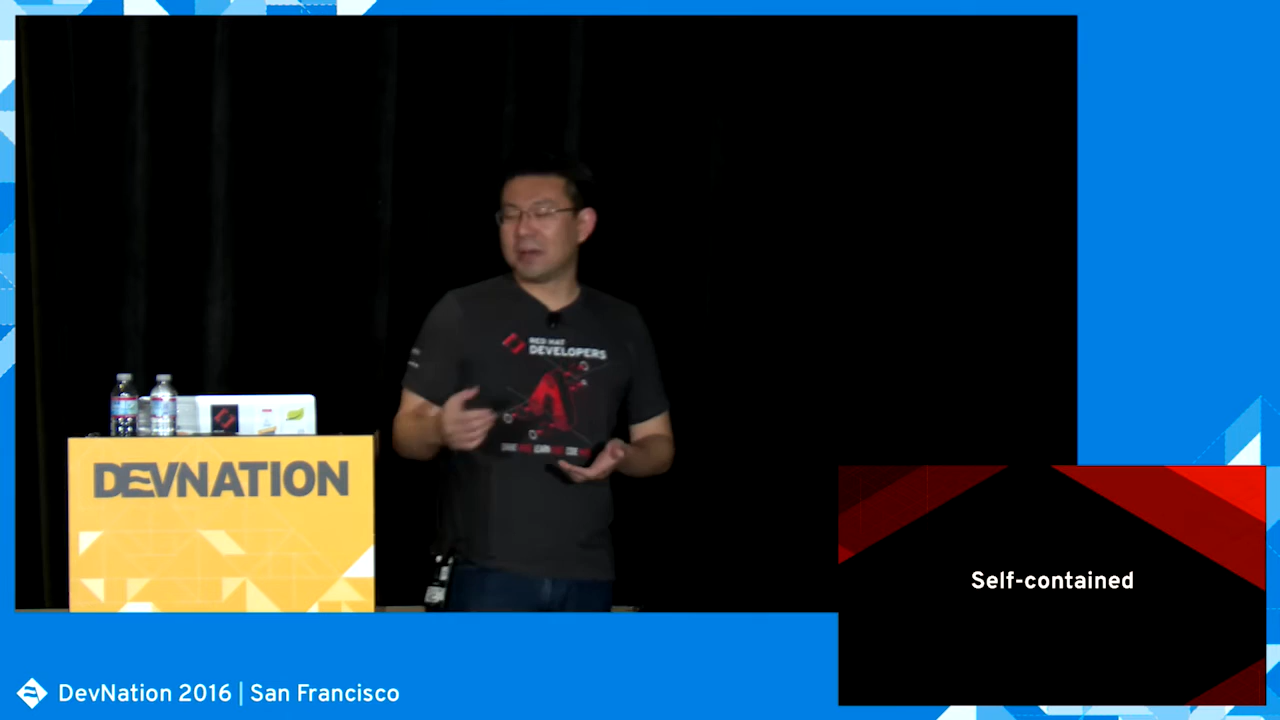 RED HAT
DEVELOPERS
DEVNATION
Self-contained
DevNation 2016 | San Francisco